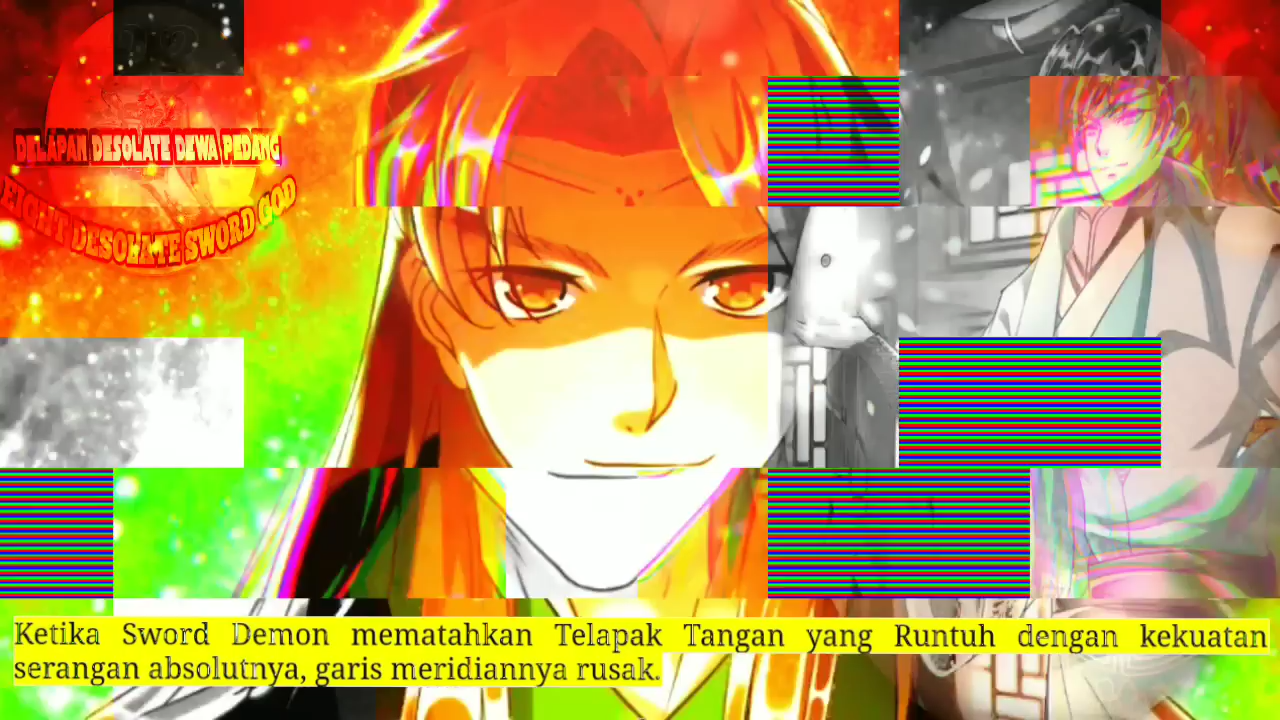 DELAPAN DESOLATE DEWA PEDANG
EIGHT DESOLATE SWORD GOD
Ketika Sword Demon mematahkan Telapak Tangan yang Runtuh dengan kekuatan
serangan absolutnya, garis meridiannya rusak.